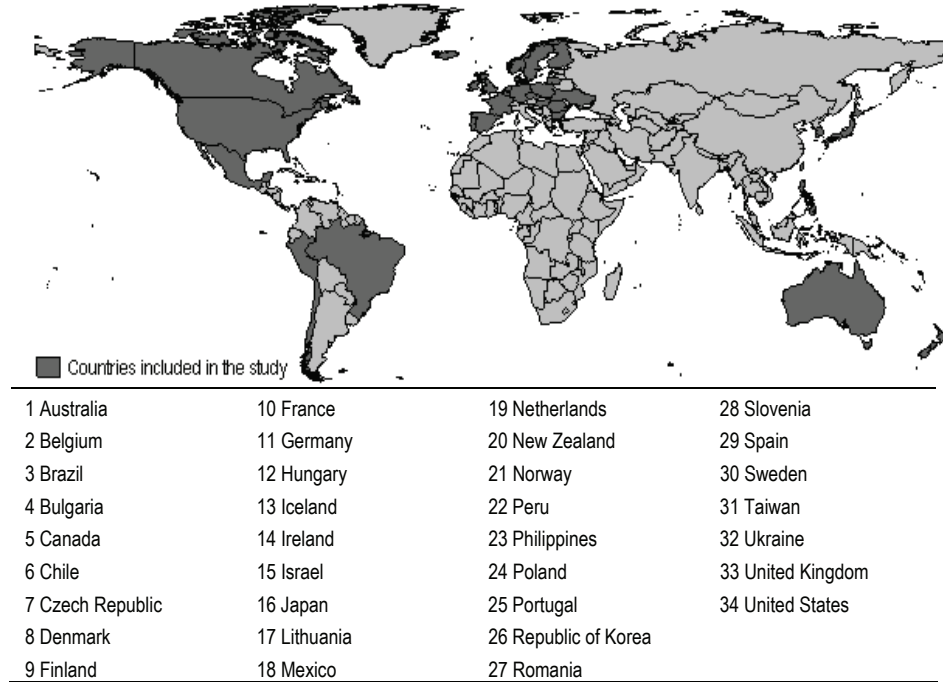 Countries included in the study
1 Australia
2 Belgium
3 Brazil
4 Bulgaria
5 Canada
6 Chile
7 Czech Republic
8 Denmark
9 Finland
10 France
11 Germany
12 Hungary
13 Iceland
14 Ireland
15 Israel
16 Japan
17 Lithuania
18 Mexico
19 Netherlands
20 New Zealand
21 Norway
22 Peru
23 Philippines
24 Poland
25 Portugal
26 Republic of Korea
27 Romania
28 Slovenia
29 Spain
30 Sweden
31 Taiwan
32 Ukraine
33 United Kingdom
34 United States